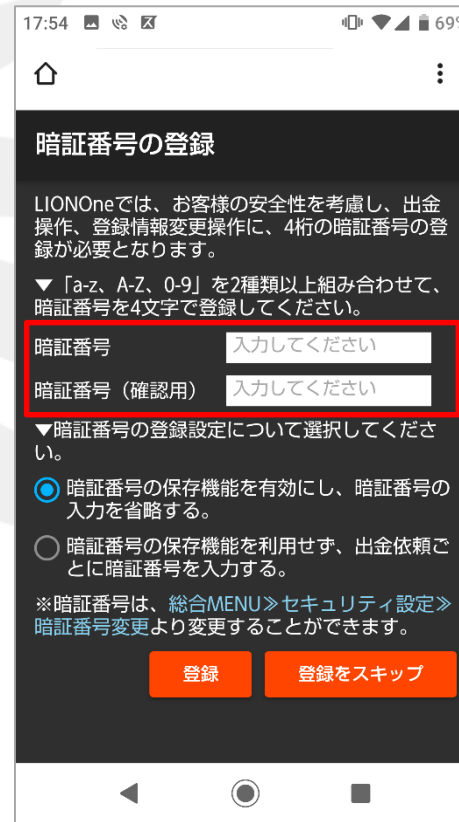 17:54
69%
暗証番号の登録
LIONOneでは、お客様の安全性を考慮し、出金
操作、登録情報変更操作に、4桁の暗証番号の登
録が必要となります。
▼「a-z、A-Z、0-9」を2種類以上組み合わせて、
暗証番号を4文字で登録してください。
暗証番号 入力してください
暗証番号（確認用） 入力してください
▼暗証番号の登録設定について選択してくださ
い。
暗証番号の保存機能を有効にし、暗証番号の
入力を省略する。
暗証番号の保存機能を利用せず、出金依頼ご
とに暗証番号を入力する。
※暗証番号は、総合MENU≫セキュリティ設定≫
暗証番号変更より変更することができます。
登録 登録をスキップ